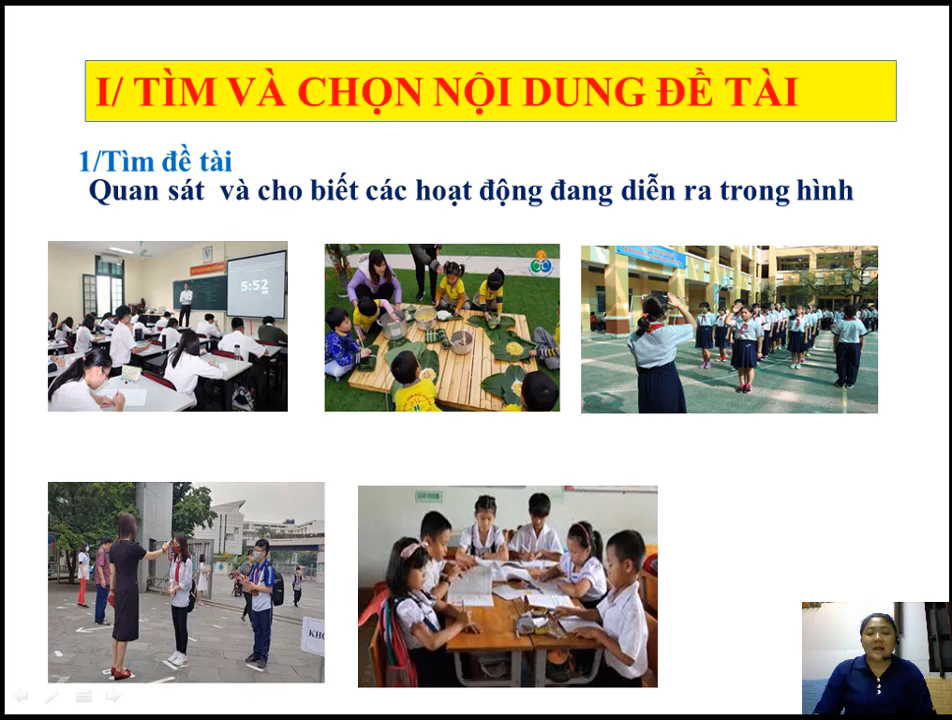 I/ TÌM VÀ CHỌN NỘI DUNG ĐỀ TÀI
1/Tìm đề tài
Quan sát và cho biết các hoạt động đang diễn ra trong hình
5:52
KHO